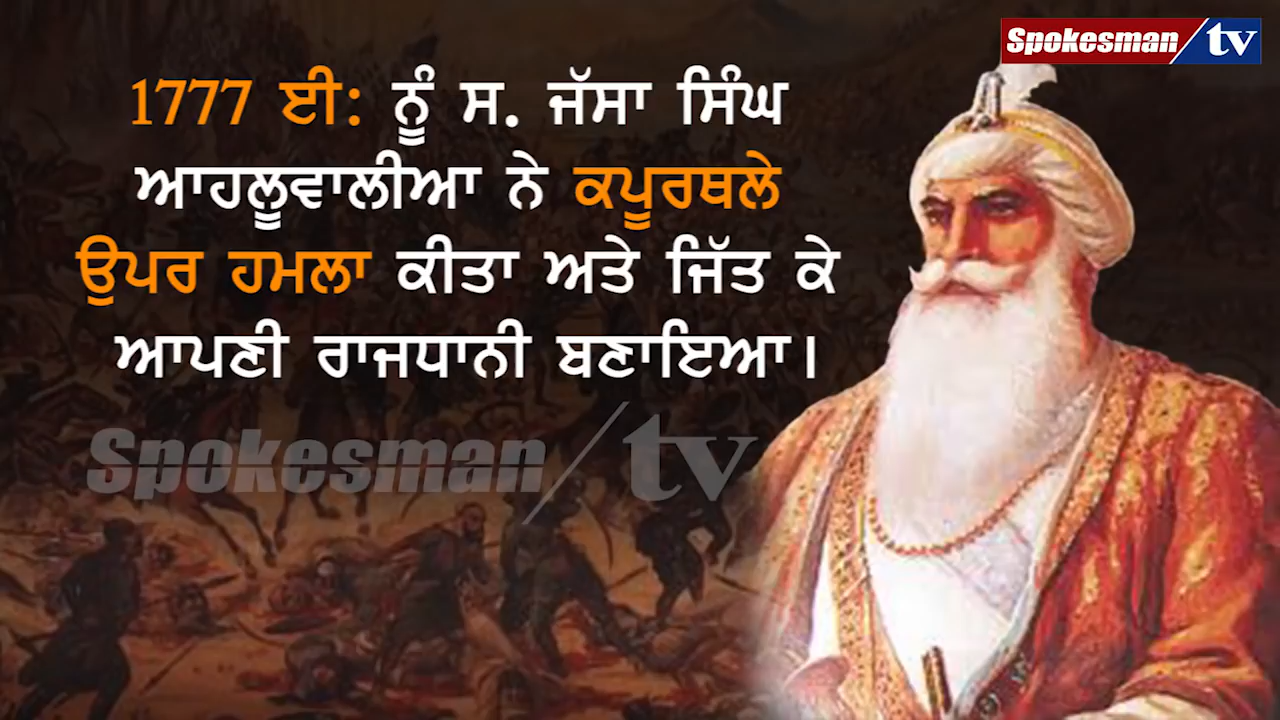 Spokesman tv
1777 ਈ: ਨੂੰ ਸ. ਜੱਸਾ ਸਿੰਘ
ਆਹਲੂਵਾਲੀਆ ਨੇ ਕਪੂਰਥਲੇ
ਉਪਰ ਹਮਲਾ ਕੀਤਾ ਅਤੇ ਜਿੱਤ ਕੇ
ਆਪਣੀ ਰਾਜਧਾਨੀ ਬਣਾਇਆ।
Spokesman tv